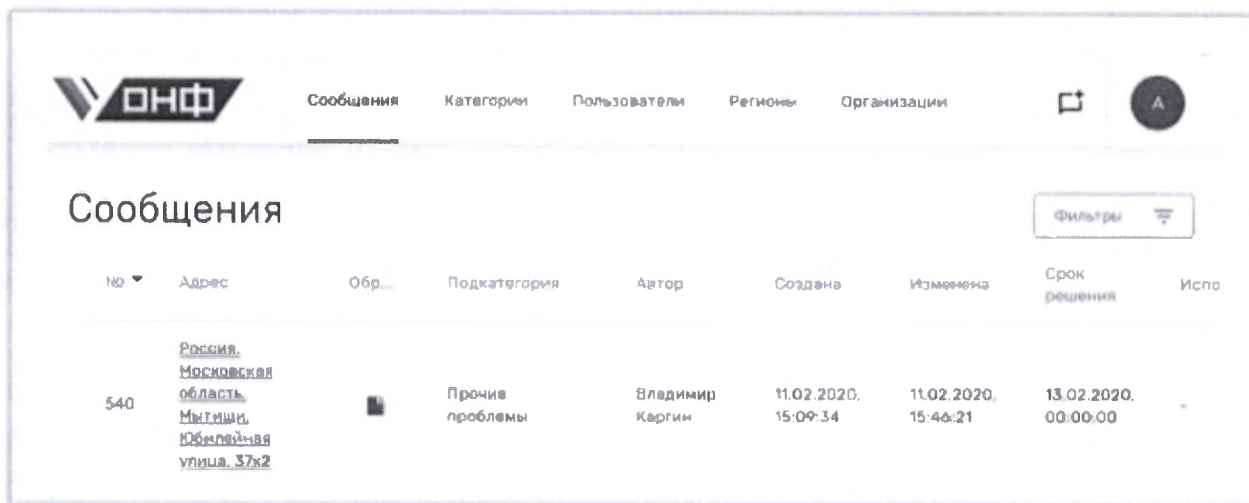 ОНФ
Сообщения Категории Пользователи Регионы Организации А
Сообщения
Фильтры
№ Адрес Обр... Подкатегория Автор Создана Изменена Срок решения Испо
540
Россия,
Московская
область,
Мытищи,
Юбилейная
улица, 37к2
Прочие
проблемы
Владимир
Каргин
11.02.2020,
15:09:34
11.02.2020,
15:46:21
13.02.2020,
00:00:00
-